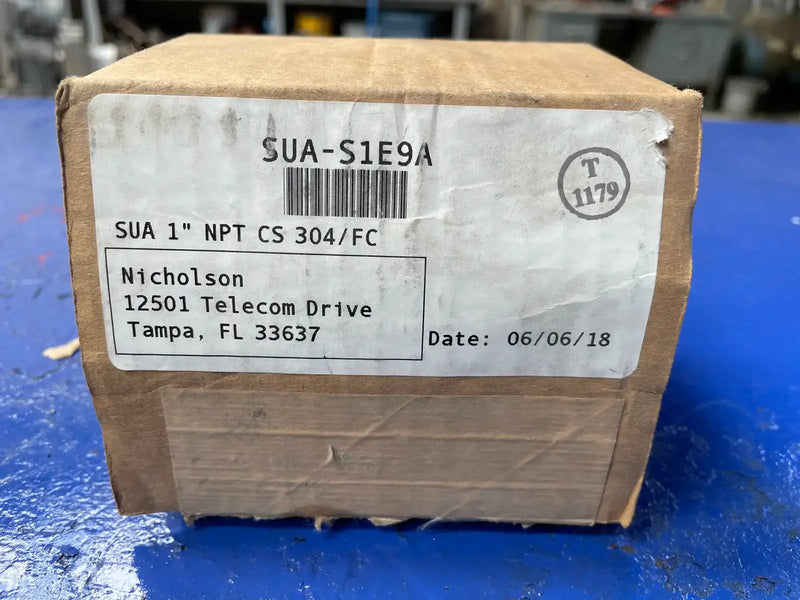 SUA-S1E9A
T
1179
SUA 1" NPT CS 304/FC
Nicholson
12501 Telecom Drive
Tampa, FL 33637
Date: 06/06/18